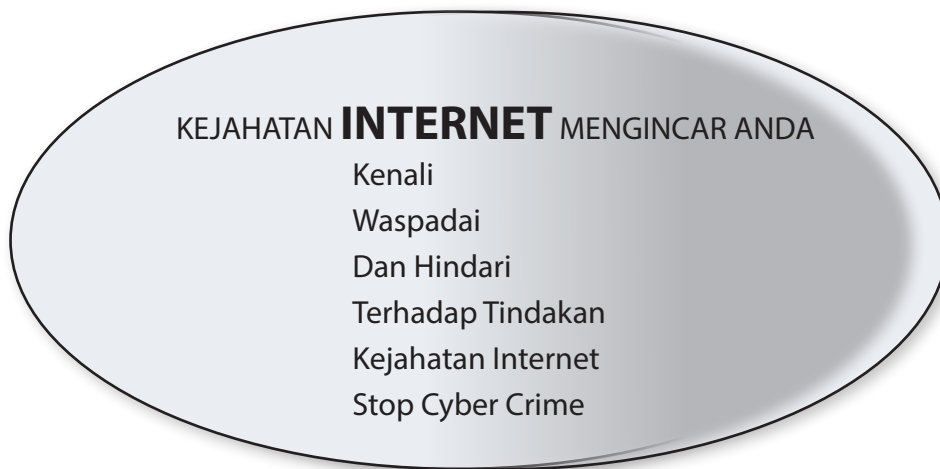 KEJAHATAN INTERNET MENGINCAR ANDA
Kenali
Waspadai
Dan Hindari
Terhadap Tindakan
Kejahatan Internet
Stop Cyber Crime